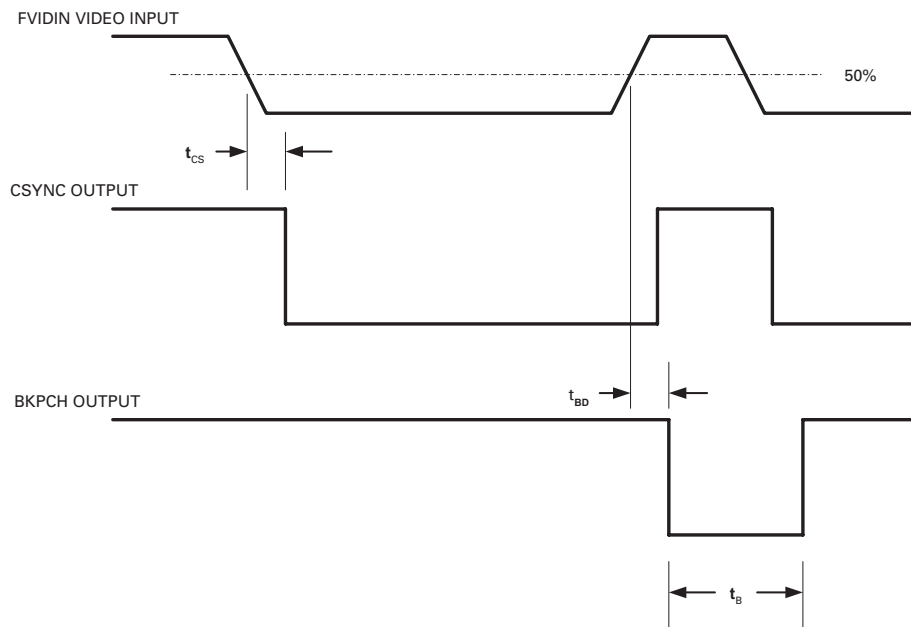 FVIDIN VIDEO INPUT
50%
tCS
CSYNC OUTPUT
tBD
BKPCH OUTPUT
tB